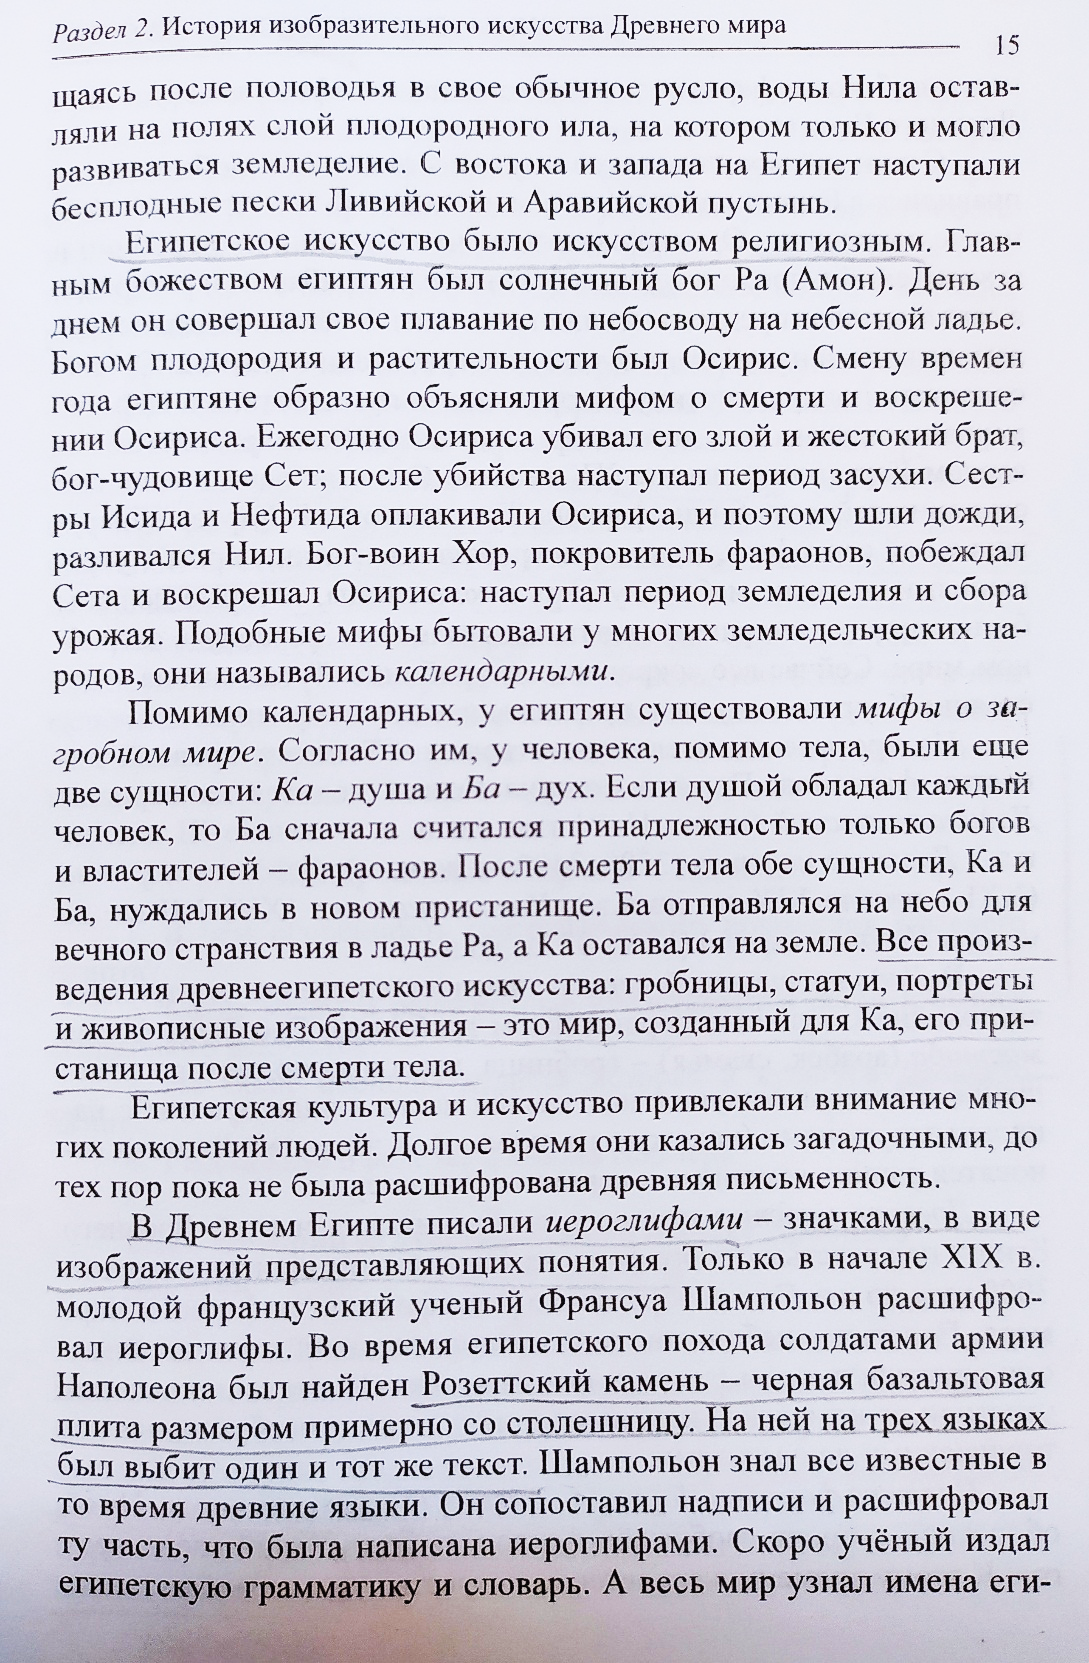 Раздел 2. История изобразительного искусства Древнего мира
15
щаясь после половодья в свое обычное русло, воды Нила остав-
ляли на полях слой плодородного ила, на котором только и могло
развиваться земледелие. С востока и запада на Египет наступали
бесплодные пески Ливийской и Аравийской пустынь.
Египетское искусство было искусством религиозным. Глав-
ным божеством египтян был солнечный бог Ра (Амон). День за
днем он совершал свое плавание по небосводу на небесной ладье.
Богом плодородия и растительности был Осирис. Смену времен
года египтяне образно объясняли мифом о смерти и воскреше-
нии Осириса. Ежегодно Осириса убивал его злой и жестокий брат,
бог-чудовище Сет; после убийства наступал период засухи. Сест-
ры Исида и Нефтида оплакивали Осириса, и поэтому шли дожди,
разливался Нил. Бог-воин Хор, покровитель фараонов, побеждал
Сета и воскрешал Осириса: наступал период земледелия и сбора
урожая. Подобные мифы бытовали у многих земледельческих на-
родов, они назывались календарными.
Помимо календарных, у египтян существовали мифы о за-
гробном мире. Согласно им, у человека, помимо тела, были еще
две сущности: Ка – душа и Ба – дух. Если душой обладал каждый
человек, то Ба сначала считался принадлежностью только богов
и властителей – фараонов. После смерти тела обе сущности, Ка и
Ба, нуждались в новом пристанище. Ба отправлялся на небо для
вечного странствия в ладье Ра, а Ка оставался на земле. Все произ-
ведения древнеегипетского искусства: гробницы, статуи, портреты
и живописные изображения – это мир, созданный для Ка, его при-
станища после смерти тела.
Египетская культура и искусство привлекали внимание мно-
гих поколений людей. Долгое время они казались загадочными, до
тех пор пока не была расшифрована древняя письменность.
В Древнем Египте писали иероглифами – значками, в виде
изображений представляющих понятия. Только в начале XIX в.
молодой французский ученый Франсуа Шампольон расшифро-
вал иероглифы. Во время египетского похода солдатами армии
Наполеона был найден Розеттский камень – черная базальтовая
плита размером примерно со столешницу. На ней на трех языках
был выбит один и тот же текст. Шампольон знал все известные в
то время древние языки. Он сопоставил надписи и расшифровал
ту часть, что была написана иероглифами. Скоро учёный издал
египетскую грамматику и словарь. А весь мир узнал имена еги-